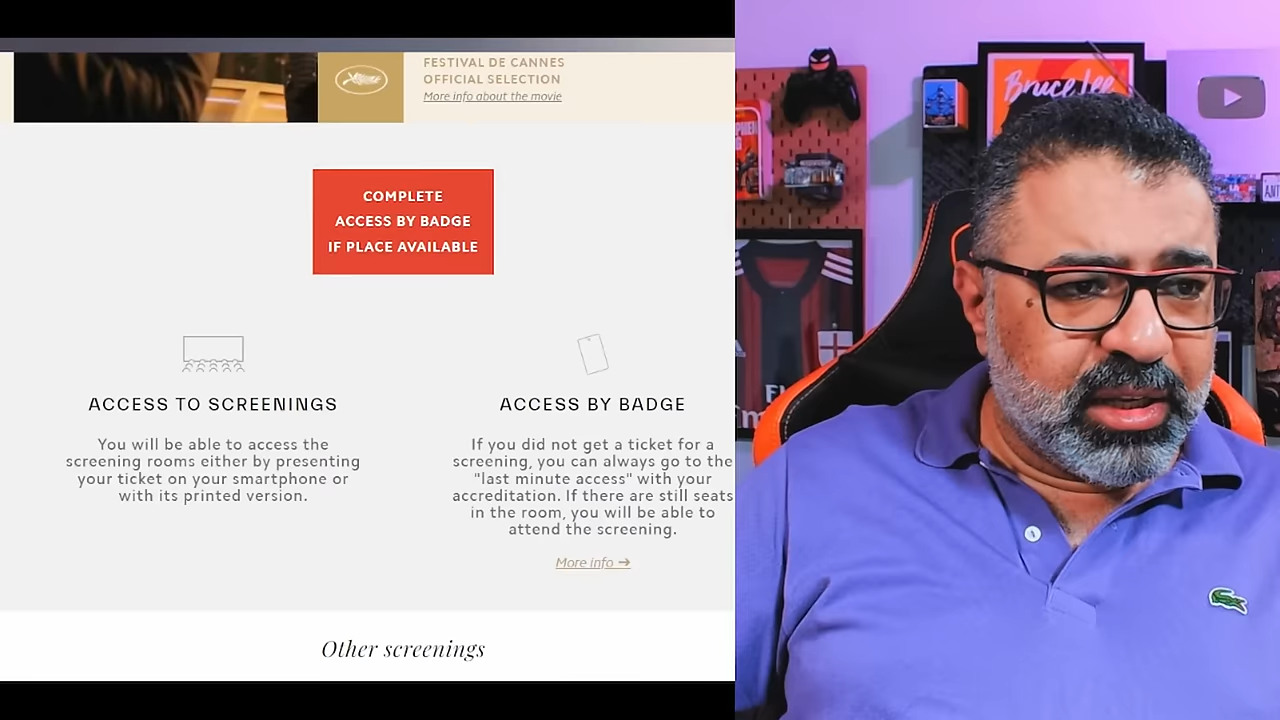 FESTIVAL DE CANNES
OFFICIAL SELECTION
More info about the movie
COMPLETE
ACCESS BY BADGE
IF PLACE AVAILABLE
ACCESS TO SCREENINGS
You will be able to access the
screening rooms either by presenting
your ticket on your smartphone or
with its printed version.
ACCESS BY BADGE
If you did not get a ticket for a
screening, you can always go to the
"last minute access" with your
accreditation. If there are still seats
in the room, you will be able to
attend the screening.
More info ➔
Other screenings
Bruce Lee
ANT